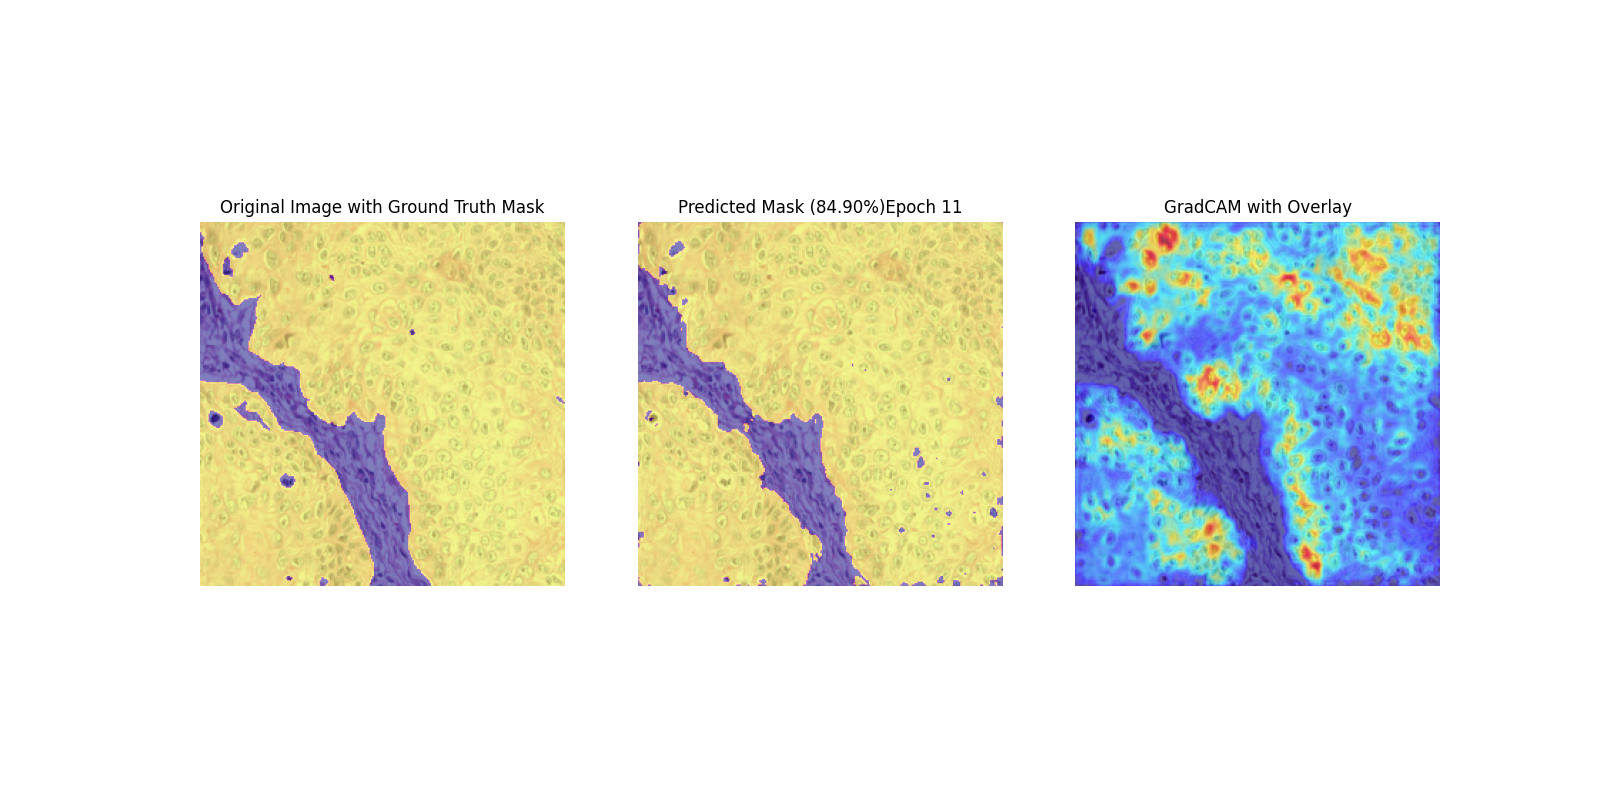 Original Image with Ground Truth Mask
Predicted Mask (84.90%)Epoch 11
GradCAM with Overlay